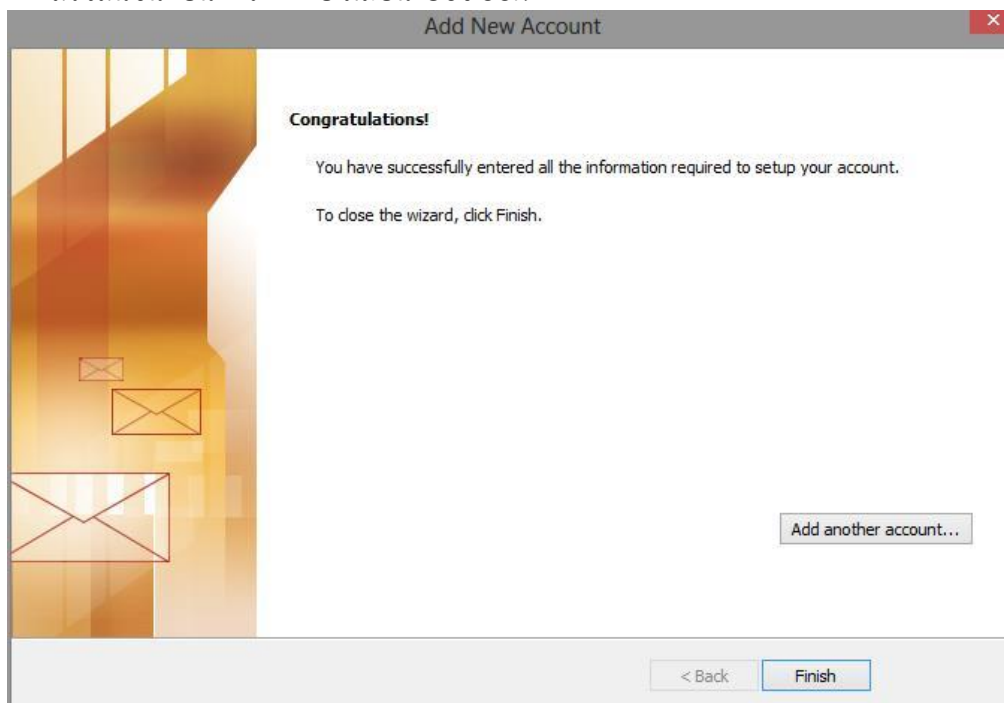 Add New Account
Congratulations!
You have successfully entered all the information required to setup your account.
To close the wizard, click Finish.
Add another account...
< Back
Finish